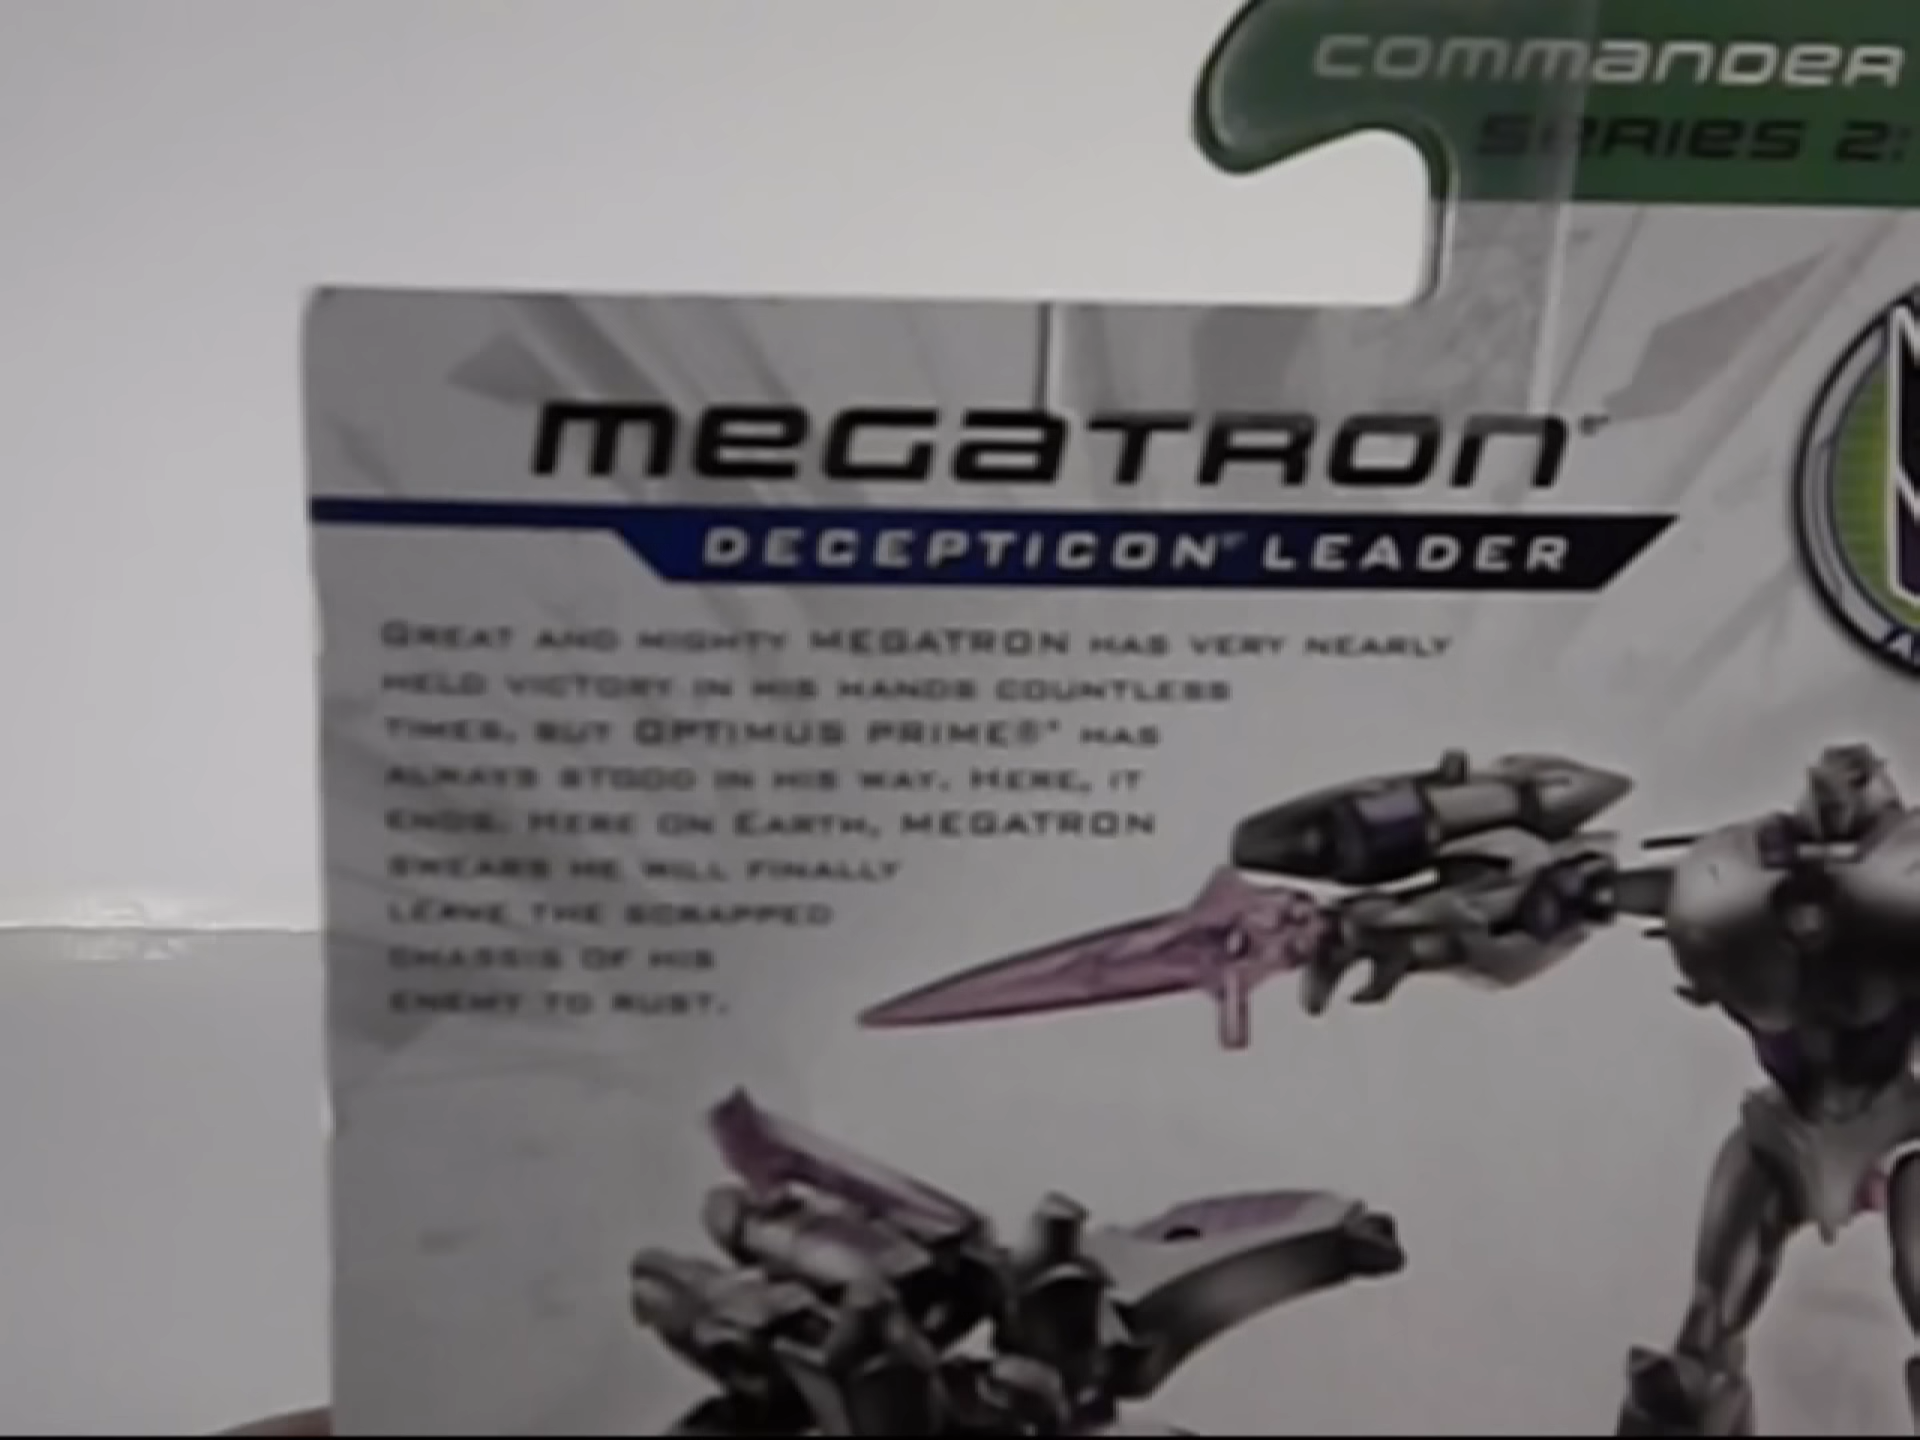 COMMANDER
SERIES 2:
MEGATRON
DECEPTICON LEADER
GREAT AND MIGHTY MEGATRON HAS VERY NEARLY
HELD VICTORY IN HIS HANDS COUNTLESS
TIMES, BUT OPTIMUS PRIME®* HAS
ALWAYS STOOD IN HIS WAY. HERE, IT
ENDS. HERE ON EARTH, MEGATRON
SWEARS HE WILL FINALLY
LEAVE THE SCRAPPED
CHASSIS OF HIS
ENEMY TO RUST.